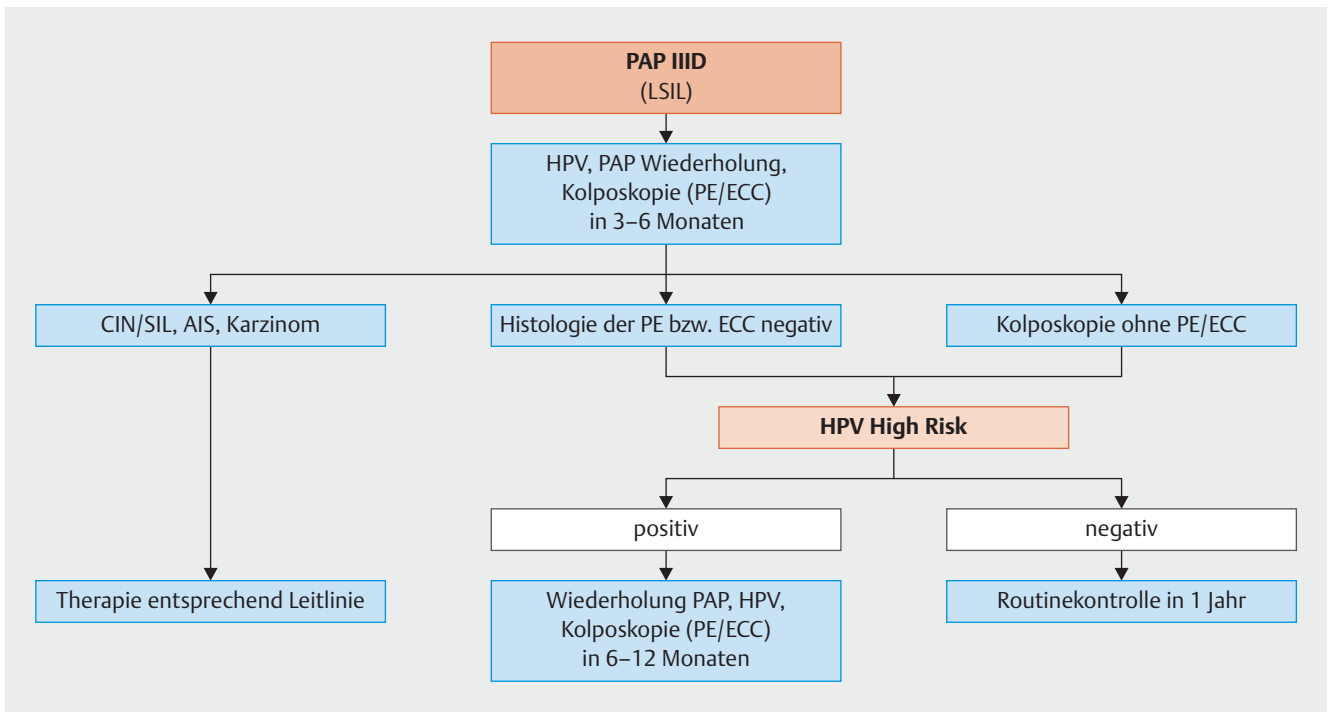 PAP IIID
(LSIL)
HPV, PAP Wiederholung,
Kolposkopie (PE/ECC)
in 3–6 Monaten
CIN/SIL, AIS, Karzinom
Histologie der PE bzw. ECC negativ
Kolposkopie ohne PE/ECC
HPV High Risk
positiv
negativ
Therapie entsprechend Leitlinie
Wiederholung PAP, HPV,
Kolposkopie (PE/ECC)
in 6–12 Monaten
Routinekontrolle in 1 Jahr